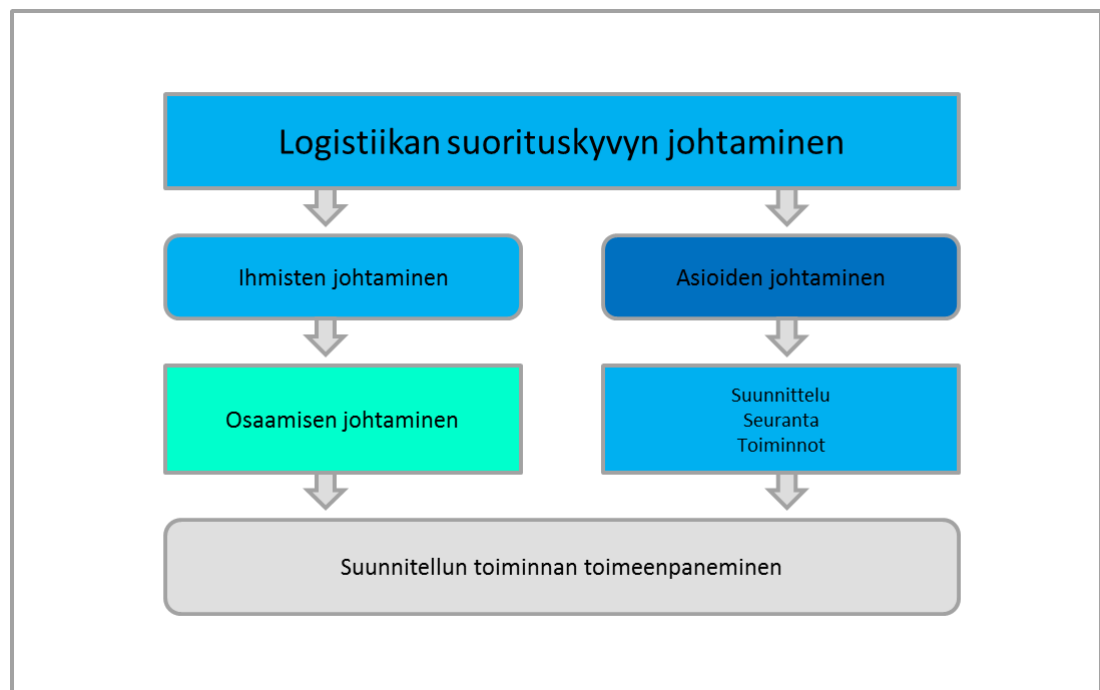 Logistiikan suorituskyvyn johtaminen
Ihmisten johtaminen
Asioiden johtaminen
Osaamisen johtaminen
Suunnittelu
Seuranta
Toiminnot
Suunnitellun toiminnan toimeenpaneminen